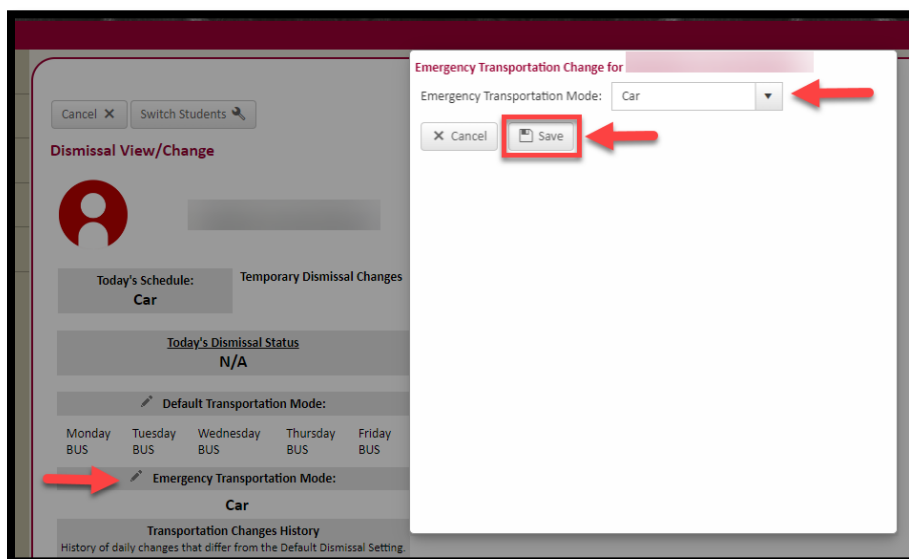 Emergency Transportation Change for
Emergency Transportation Mode: Car
Cancel Save
Cancel Switch Students
Dismissal View/Change
Today's Schedule:
Car
Temporary Dismissal Changes
Today's Dismissal Status
N/A
Default Transportation Mode:
Monday Tuesday Wednesday Thursday Friday
BUS BUS BUS BUS BUS
Emergency Transportation Mode:
Car
Transportation Changes History
History of daily changes that differ from the Default Dismissal Setting.